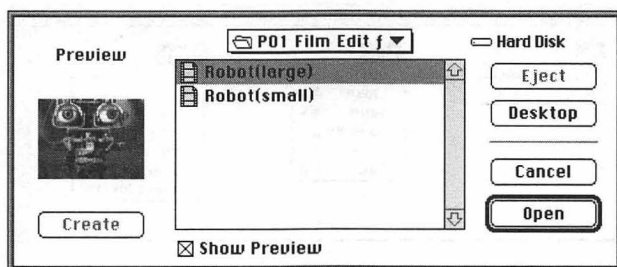 Preview
P01 Film Edit ƒ
Hard Disk
Robot(large)
Robot(small)
Eject
Desktop
Cancel
Open
Create
Show Preview